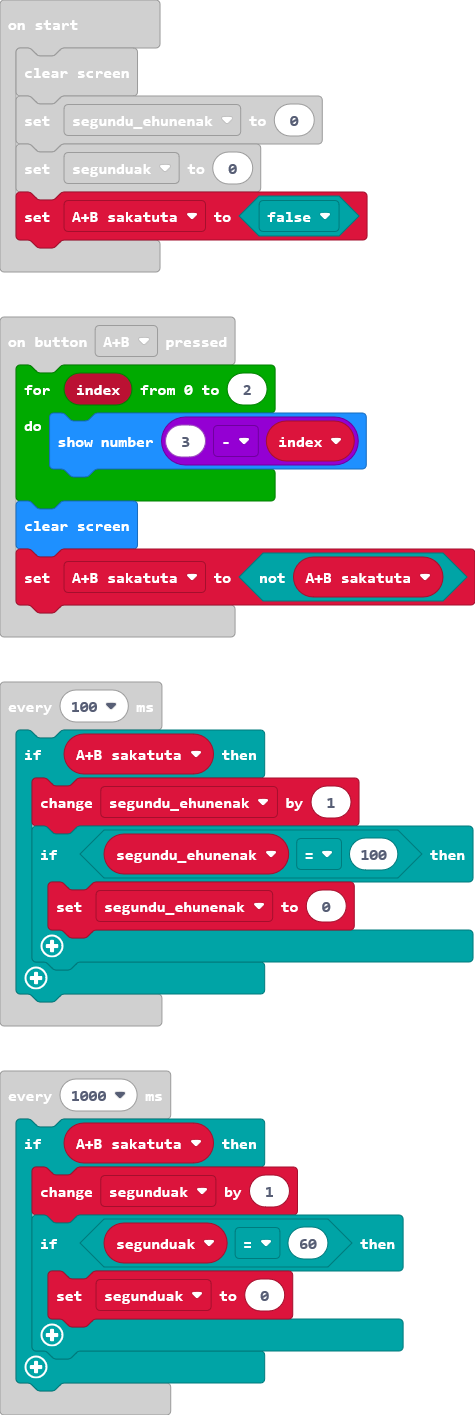 on start
clear screen
set segundu_ehunenak to 0
set segunduak to 0
set A+B sakatuta to false
on button A+B pressed
for index from 0 to 2
do
show number 3 - index
clear screen
set A+B sakatuta to not A+B sakatuta
every 100 ms
if A+B sakatuta then
change segundu_ehunenak by 1
if segundu_ehunenak = 100 then
set segundu_ehunenak to 0
every 1000 ms
if A+B sakatuta then
change segunduak by 1
if segunduak = 60 then
set segunduak to 0